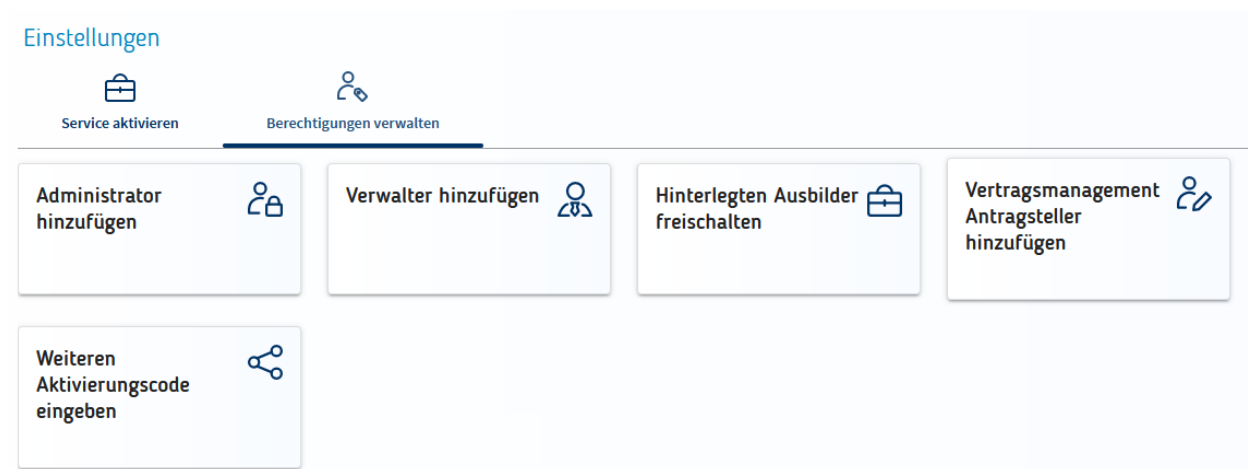 Einstellungen
Service aktivieren
Berechtigungen verwalten
Administrator
hinzufügen
Verwalter hinzufügen
Hinterlegten Ausbilder
freischalten
Vertragsmanagement
Antragsteller
hinzufügen
Weiteren
Aktivierungscode
eingeben